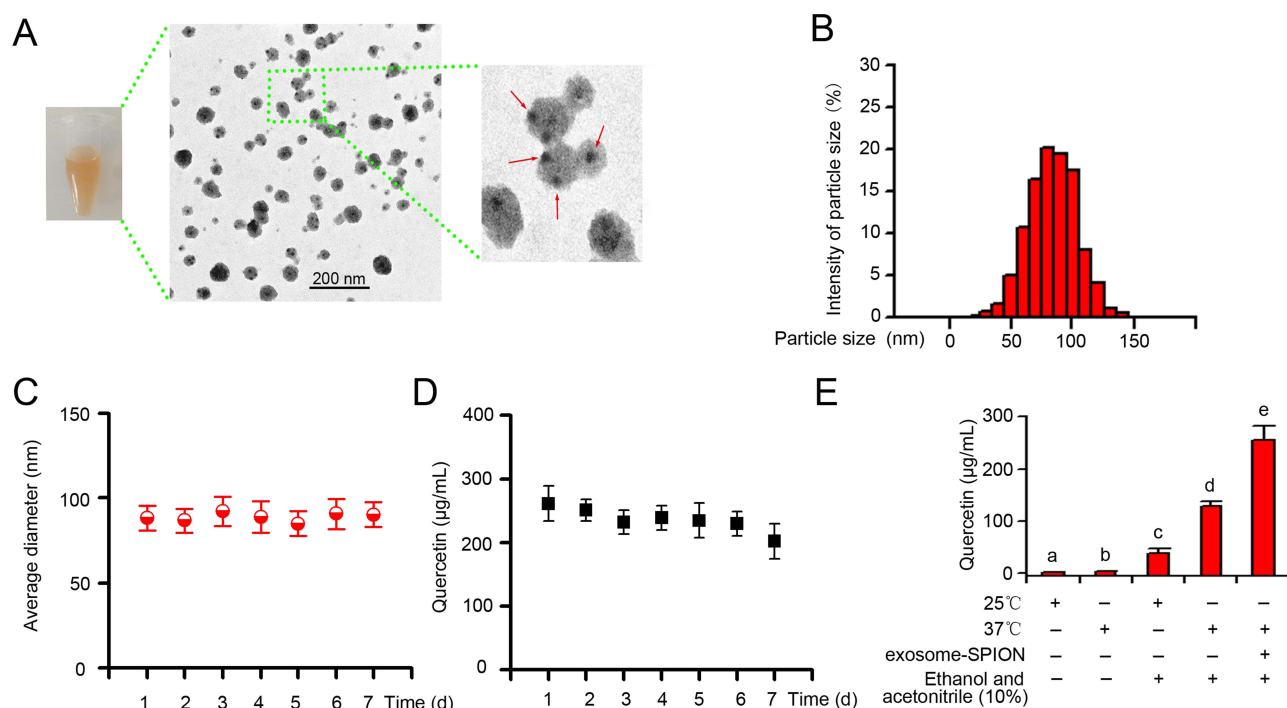 A
200 nm
B
Intensity of particle size (%)
30
25
20
15
10
5
0
Particle size (nm) 0 50 100 150
C
Average diameter (nm)
150
100
50
0
1 2 3 4 5 6 7 Time (d)
D
Quercetin (μg/mL)
400
300
200
100
0
1 2 3 4 5 6 7 Time (d)
E
Quercetin (μg/mL)
300
200
100
0
a b c d e
25℃ + – + – –
37℃ – + – + +
exosome-SPION – – – – +
Ethanol and
acetonitrile (10%) – – + + +